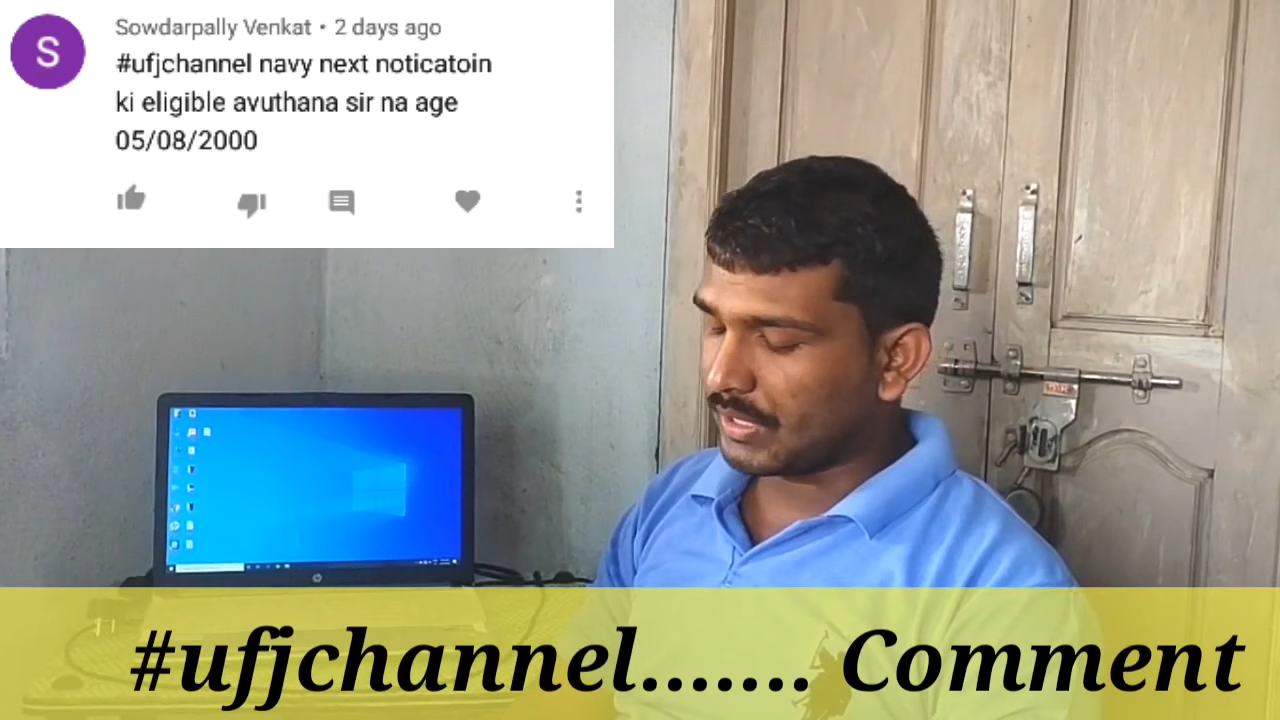 S
Sowdarpally Venkat • 2 days ago
#ufjchannel navy next noticatoin
ki eligible avuthana sir na age
05/08/2000
#ufjchannel....... Comment